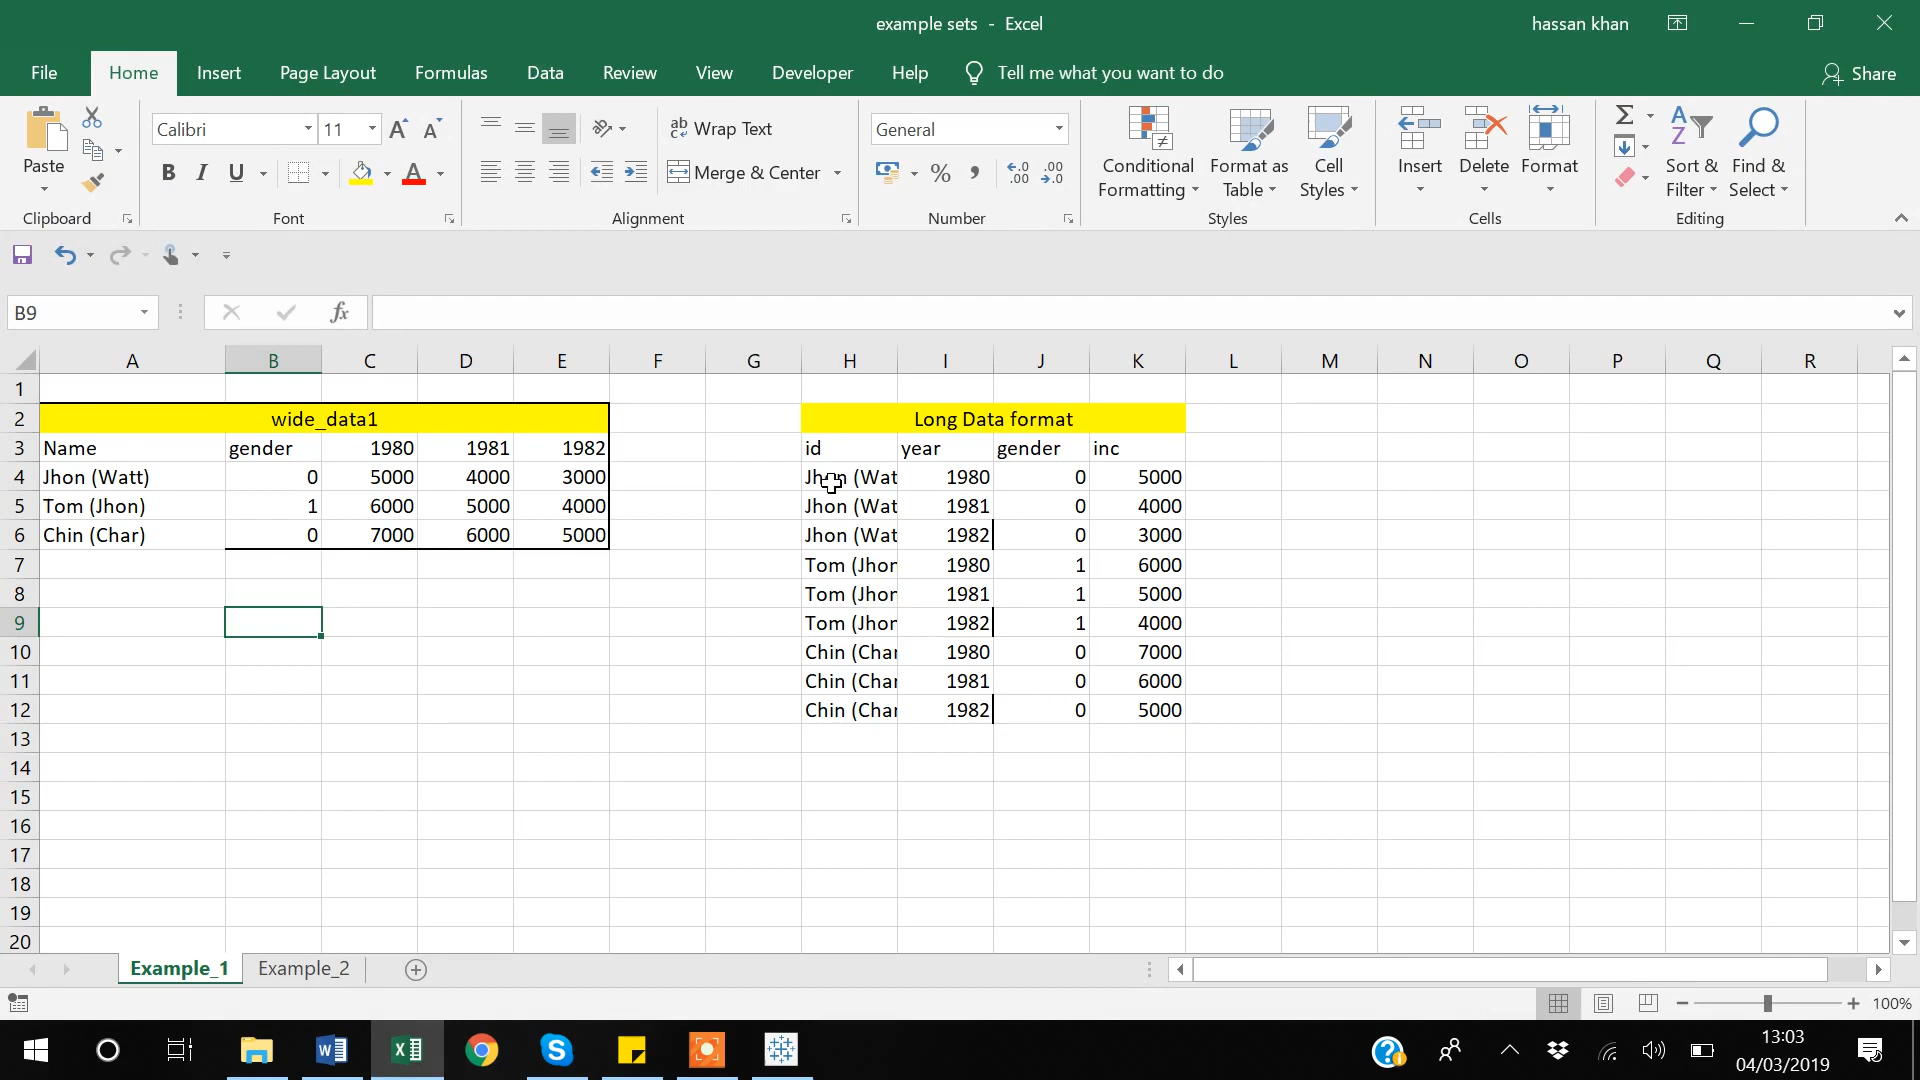 example sets - Excel
hassan khan
File Home Insert Page Layout Formulas Data Review View Developer Help Tell me what you want to do Share
Paste
Clipboard
Calibri 11
B I U A
Font
Wrap Text
Merge & Center
Alignment
General
% ,
Number
Conditional Formatting
Format as Table
Cell Styles
Styles
Insert Delete Format
Cells
Sort & Filter
Find & Select
Editing
B9 fx
A B C D E F G H I J K L M N O P Q R
1
2 wide_data1 Long Data format
3 Name gender 1980 1981 1982 id year gender inc
4 Jhon (Watt) 0 5000 4000 3000 Jhon (Wat 1980 0 5000
5 Tom (Jhon) 1 6000 5000 4000 Jhon (Wat 1981 0 4000
6 Chin (Char) 0 7000 6000 5000 Jhon (Wat 1982 0 3000
7 Tom (Jhon 1980 1 6000
8 Tom (Jhon 1981 1 5000
9 Tom (Jhon 1982 1 4000
10 Chin (Char 1980 0 7000
11 Chin (Char 1981 0 6000
12 Chin (Char 1982 0 5000
13
14
15
16
17
18
19
20
Example_1 Example_2
100%
13:03
04/03/2019